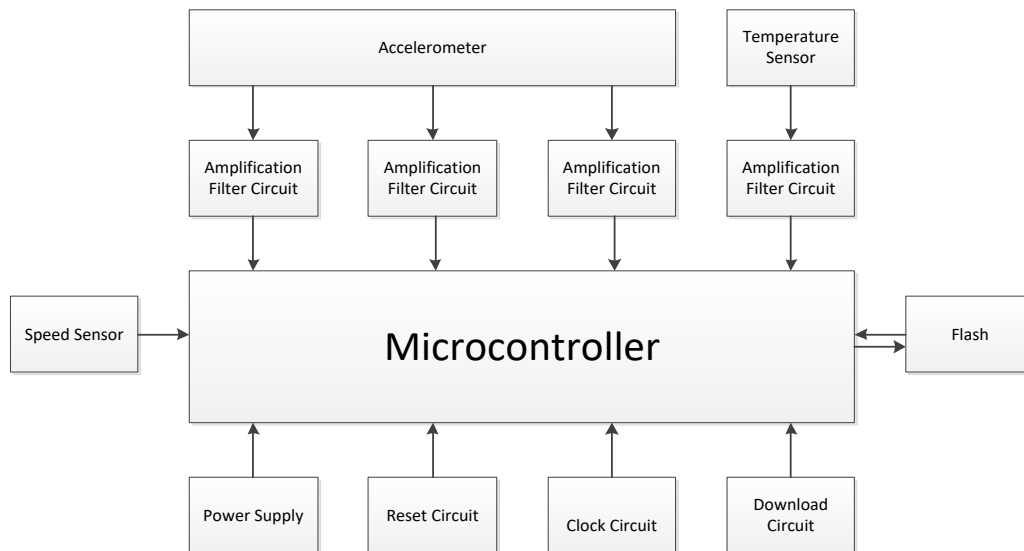 Accelerometer
Temperature
Sensor
Amplification
Filter Circuit
Amplification
Filter Circuit
Amplification
Filter Circuit
Amplification
Filter Circuit
Speed Sensor
Microcontroller
Flash
Power Supply
Reset Circuit
Clock Circuit
Download
Circuit